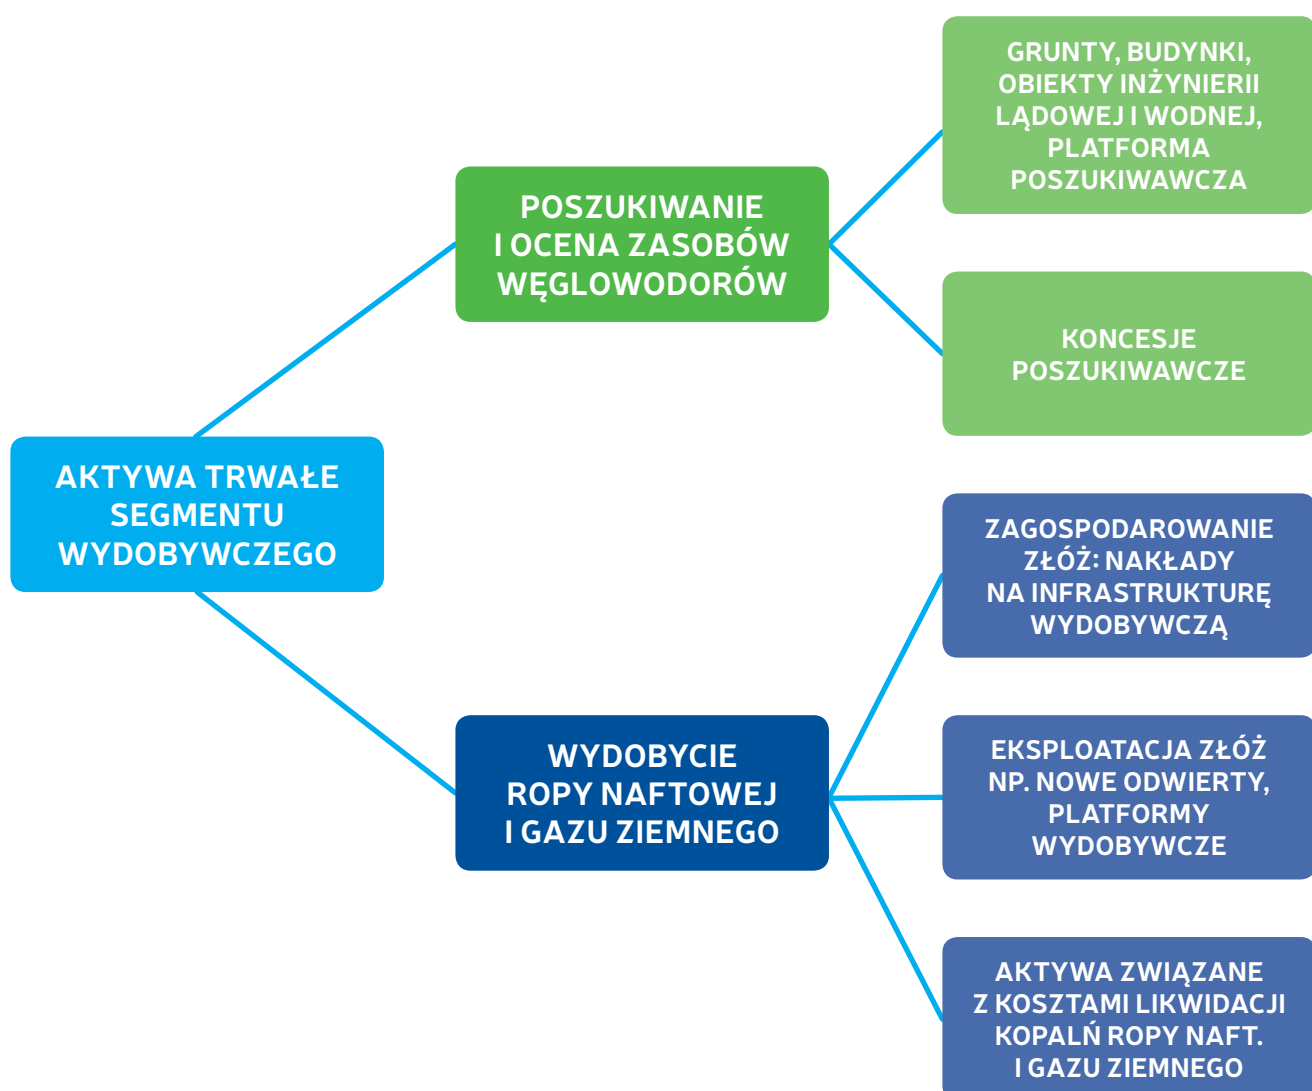 AKTYWA TRWAŁE
SEGMENTU
WYDOBYWCZEGO
POSZUKIWANIE
I OCENA ZASOBÓW
WĘGLOWODORÓW
GRUNTY, BUDYNKI,
OBIEKTY INŻYNIERII
LĄDOWEJ I WODNEJ,
PLATFORMA
POSZUKIWAWCZA
KONCESJE
POSZUKIWAWCZE
WYDOBYCIE
ROPY NAFTOWEJ
I GAZU ZIEMNEGO
ZAGOSPODAROWANIE
ZŁÓŻ: NAKŁADY
NA INFRASTRUKTURĘ
WYDOBYWCZĄ
EKSPLOATACJA ZŁÓŻ
NP. NOWE ODWIERTY,
PLATFORMY
WYDOBYWCZE
AKTYWA ZWIĄZANE
Z KOSZTAMI LIKWIDACJI
KOPALŃ ROPY NAFT.
I GAZU ZIEMNEGO